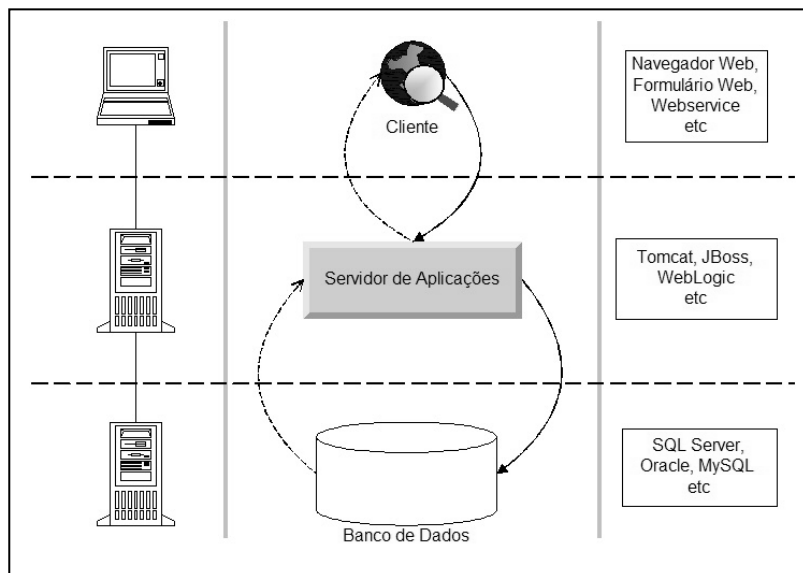 Navegador Web,
Formulário Web,
Webservice
etc
Cliente
Servidor de Aplicações
Tomcat, JBoss,
WebLogic
etc
SQL Server,
Oracle, MySQL
etc
Banco de Dados